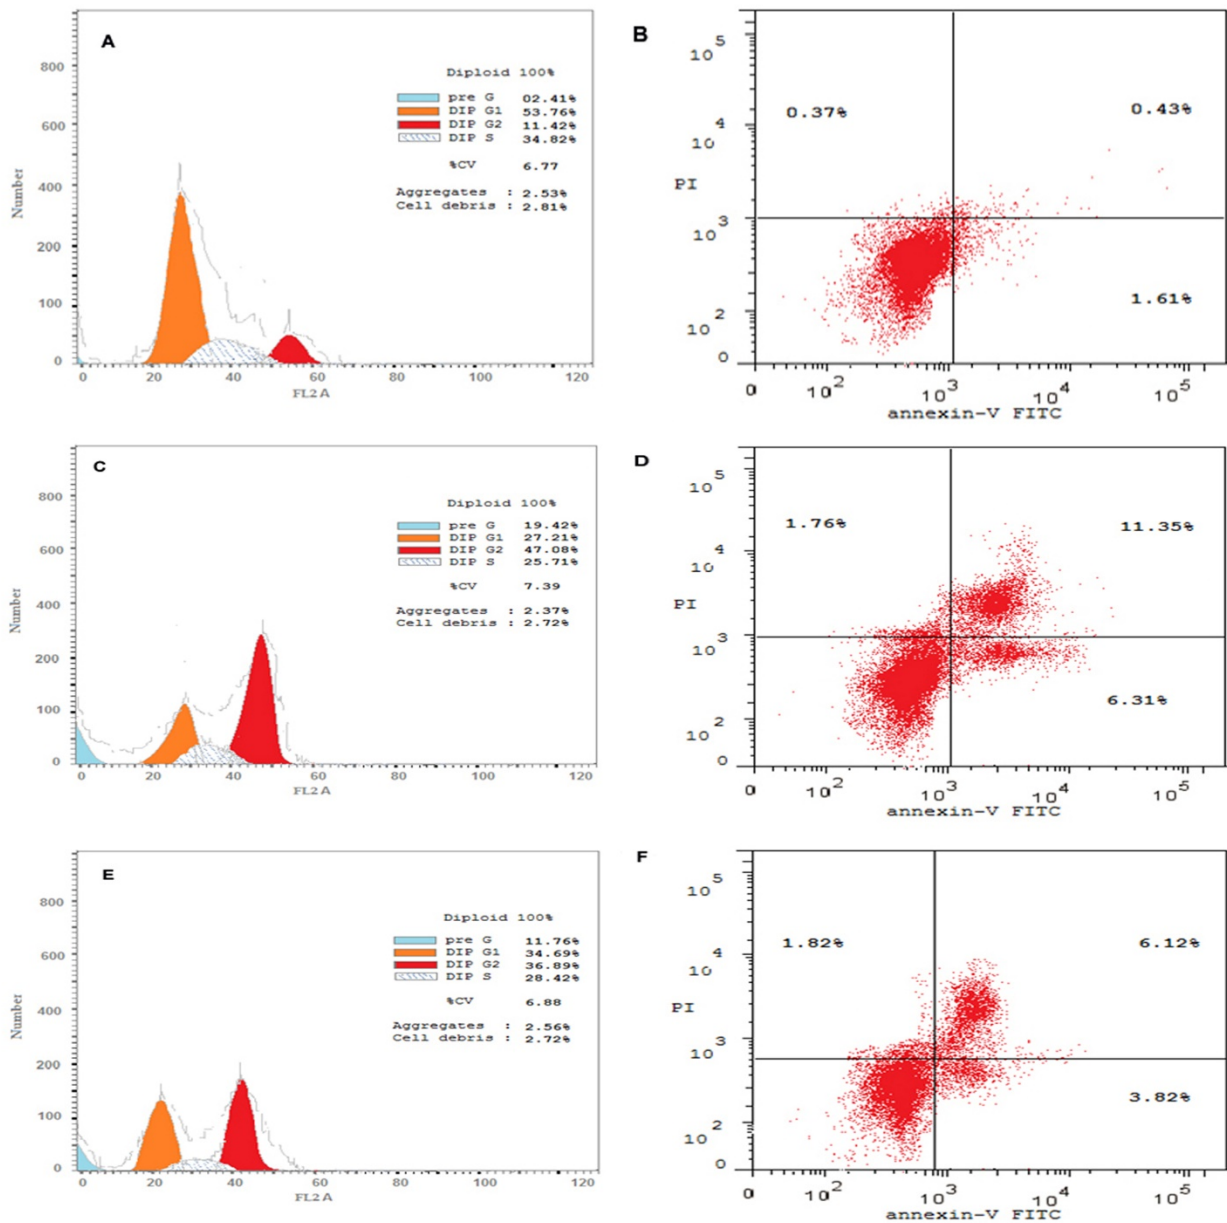 A
Diploid 100%
pre G 02.41%
DIP G1 53.76%
DIP G2 11.42%
DIP S 34.82%
%CV 6.77
Aggregates : 2.53%
Cell debris : 2.81%
Number
800
600
400
200
100
0
0 20 40 60 80 100 120
FL2A
B
0.37%
0.43%
1.61%
PI
10^5
10^4
10^3
10^2
0
0 10^2 10^3 10^4 10^5
annexin-V FITC
C
Diploid 100%
pre G 19.42%
DIP G1 27.21%
DIP G2 47.08%
DIP S 25.71%
%CV 7.39
Aggregates : 2.37%
Cell debris : 2.72%
Number
800
600
400
200
100
0
0 20 40 60 80 100 120
FL2A
D
1.76%
11.35%
6.31%
PI
10^5
10^4
10^3
10^2
0
0 10^2 10^3 10^4 10^5
annexin-V FITC
E
Diploid 100%
pre G 11.76%
DIP G1 34.69%
DIP G2 36.89%
DIP S 28.42%
%CV 6.88
Aggregates : 2.56%
Cell debris : 2.72%
Number
800
600
400
200
100
0
0 20 40 60 80 100 120
FL2A
F
1.82%
6.12%
3.82%
PI
10^5
10^4
10^3
10^2
0
0 10^2 10^3 10^4 10^5
annexin-V FITC